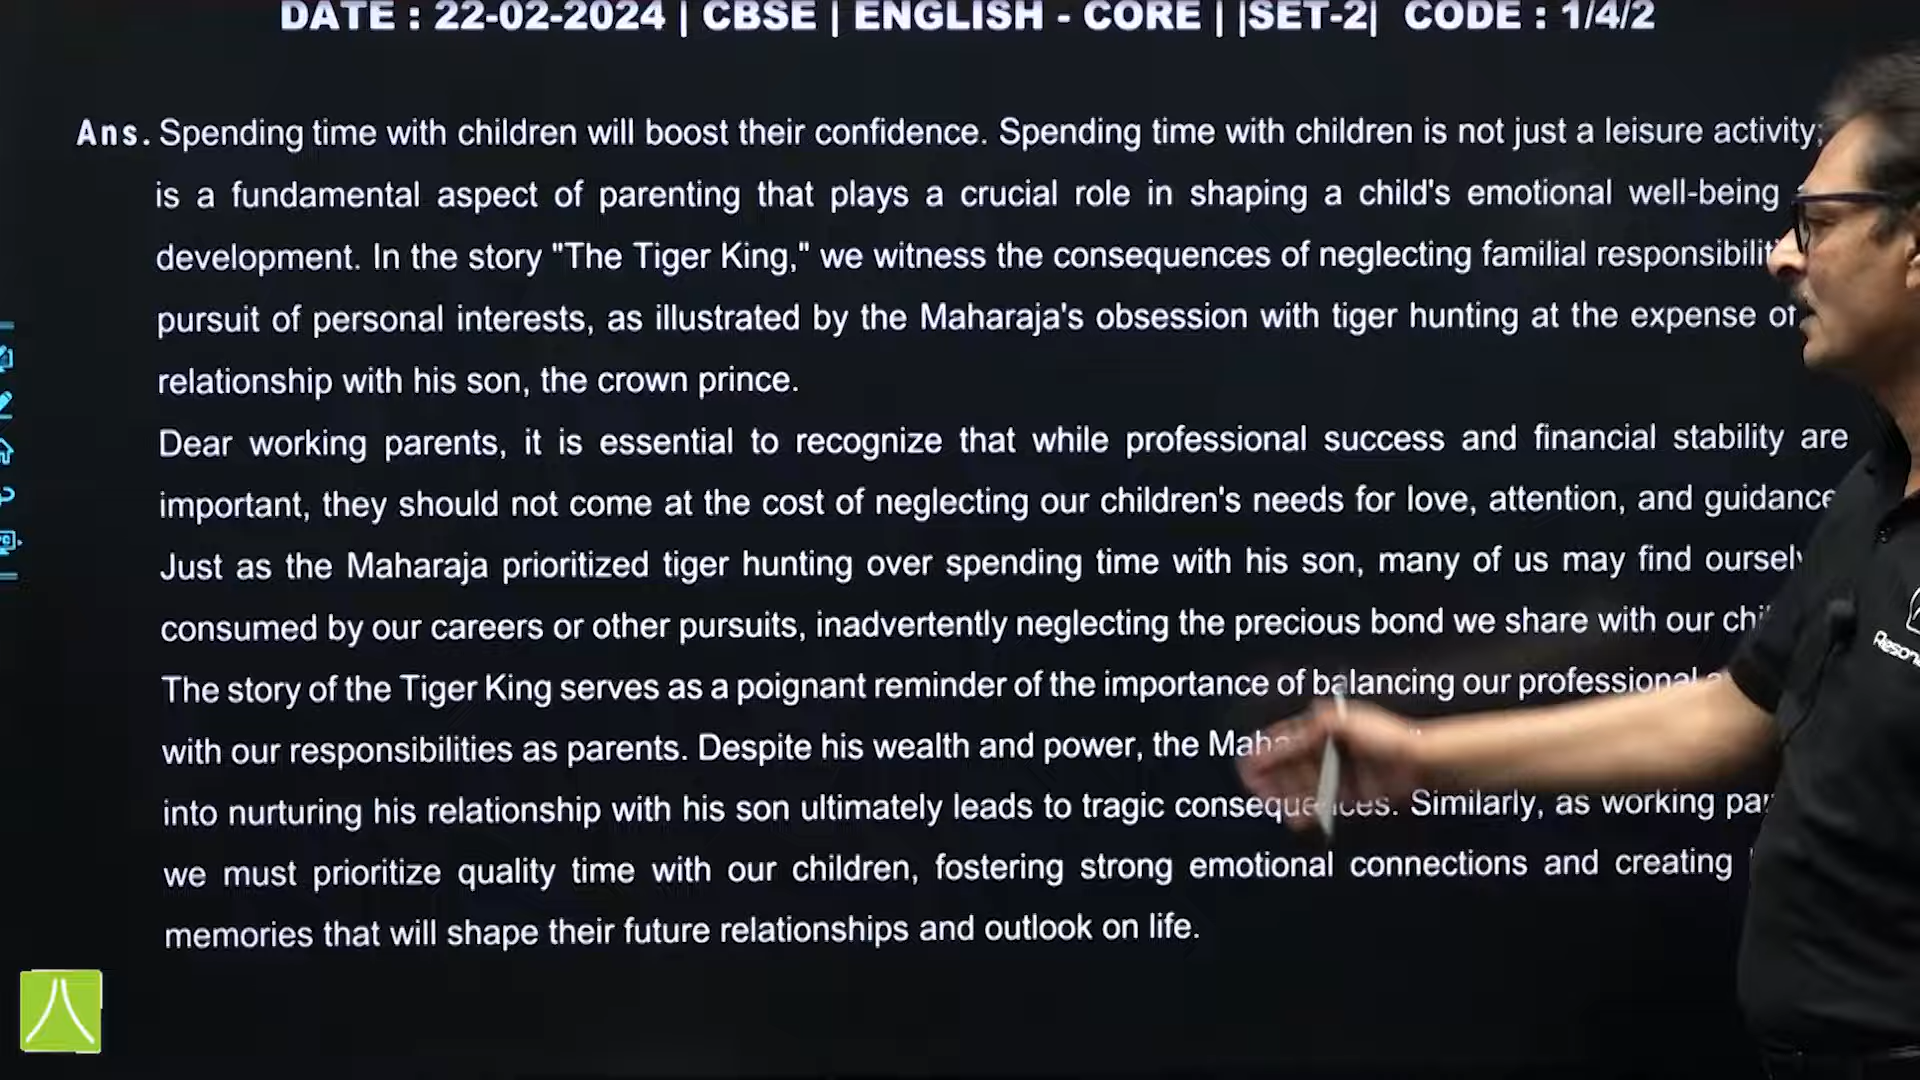 DATE : 22-02-2024 | CBSE | ENGLISH - CORE | |SET-2| CODE : 1/4/2
Ans. Spending time with children will boost their confidence. Spending time with children is not just a leisure activity;
is a fundamental aspect of parenting that plays a crucial role in shaping a child's emotional well-being
development. In the story "The Tiger King," we witness the consequences of neglecting familial
pursuit of personal interests, as illustrated by the Maharaja's obsession with tiger hunting at the expense of
relationship with his son, the crown prince.
Dear working parents, it is essential to recognize that while professional success and financial stability are
important, they should not come at the cost of neglecting our children's needs for love, attention, and guidance
Just as the Maharaja prioritized tiger hunting over spending time with his son, many of us may find
consumed by our careers or other pursuits, inadvertently neglecting the precious bond we share with our
The story of the Tiger King serves as a poignant reminder of the importance of balancing our professional
with our responsibilities as parents. Despite his wealth and power, the
into nurturing his relationship with his son ultimately leads to tragic consequences. Similarly, as working
we must prioritize quality time with our children, fostering strong emotional connections and creating
memories that will shape their future relationships and outlook on life.